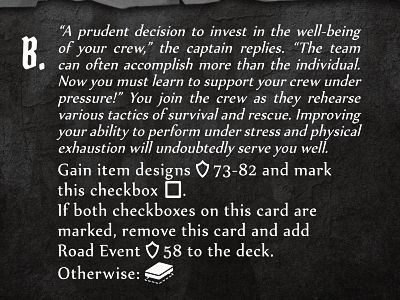 B.
“A prudent decision to invest in the well-being
of your crew,” the captain replies. “The team
can often accomplish more than the individual.
Now you must learn to support your crew under
pressure!” You join the crew as they rehearse
various tactics of survival and rescue. Improving
your ability to perform under stress and physical
exhaustion will undoubtedly serve you well.
Gain item designs 73-82 and mark
this checkbox .
If both checkboxes on this card are
marked, remove this card and add
Road Event 58 to the deck.
Otherwise: